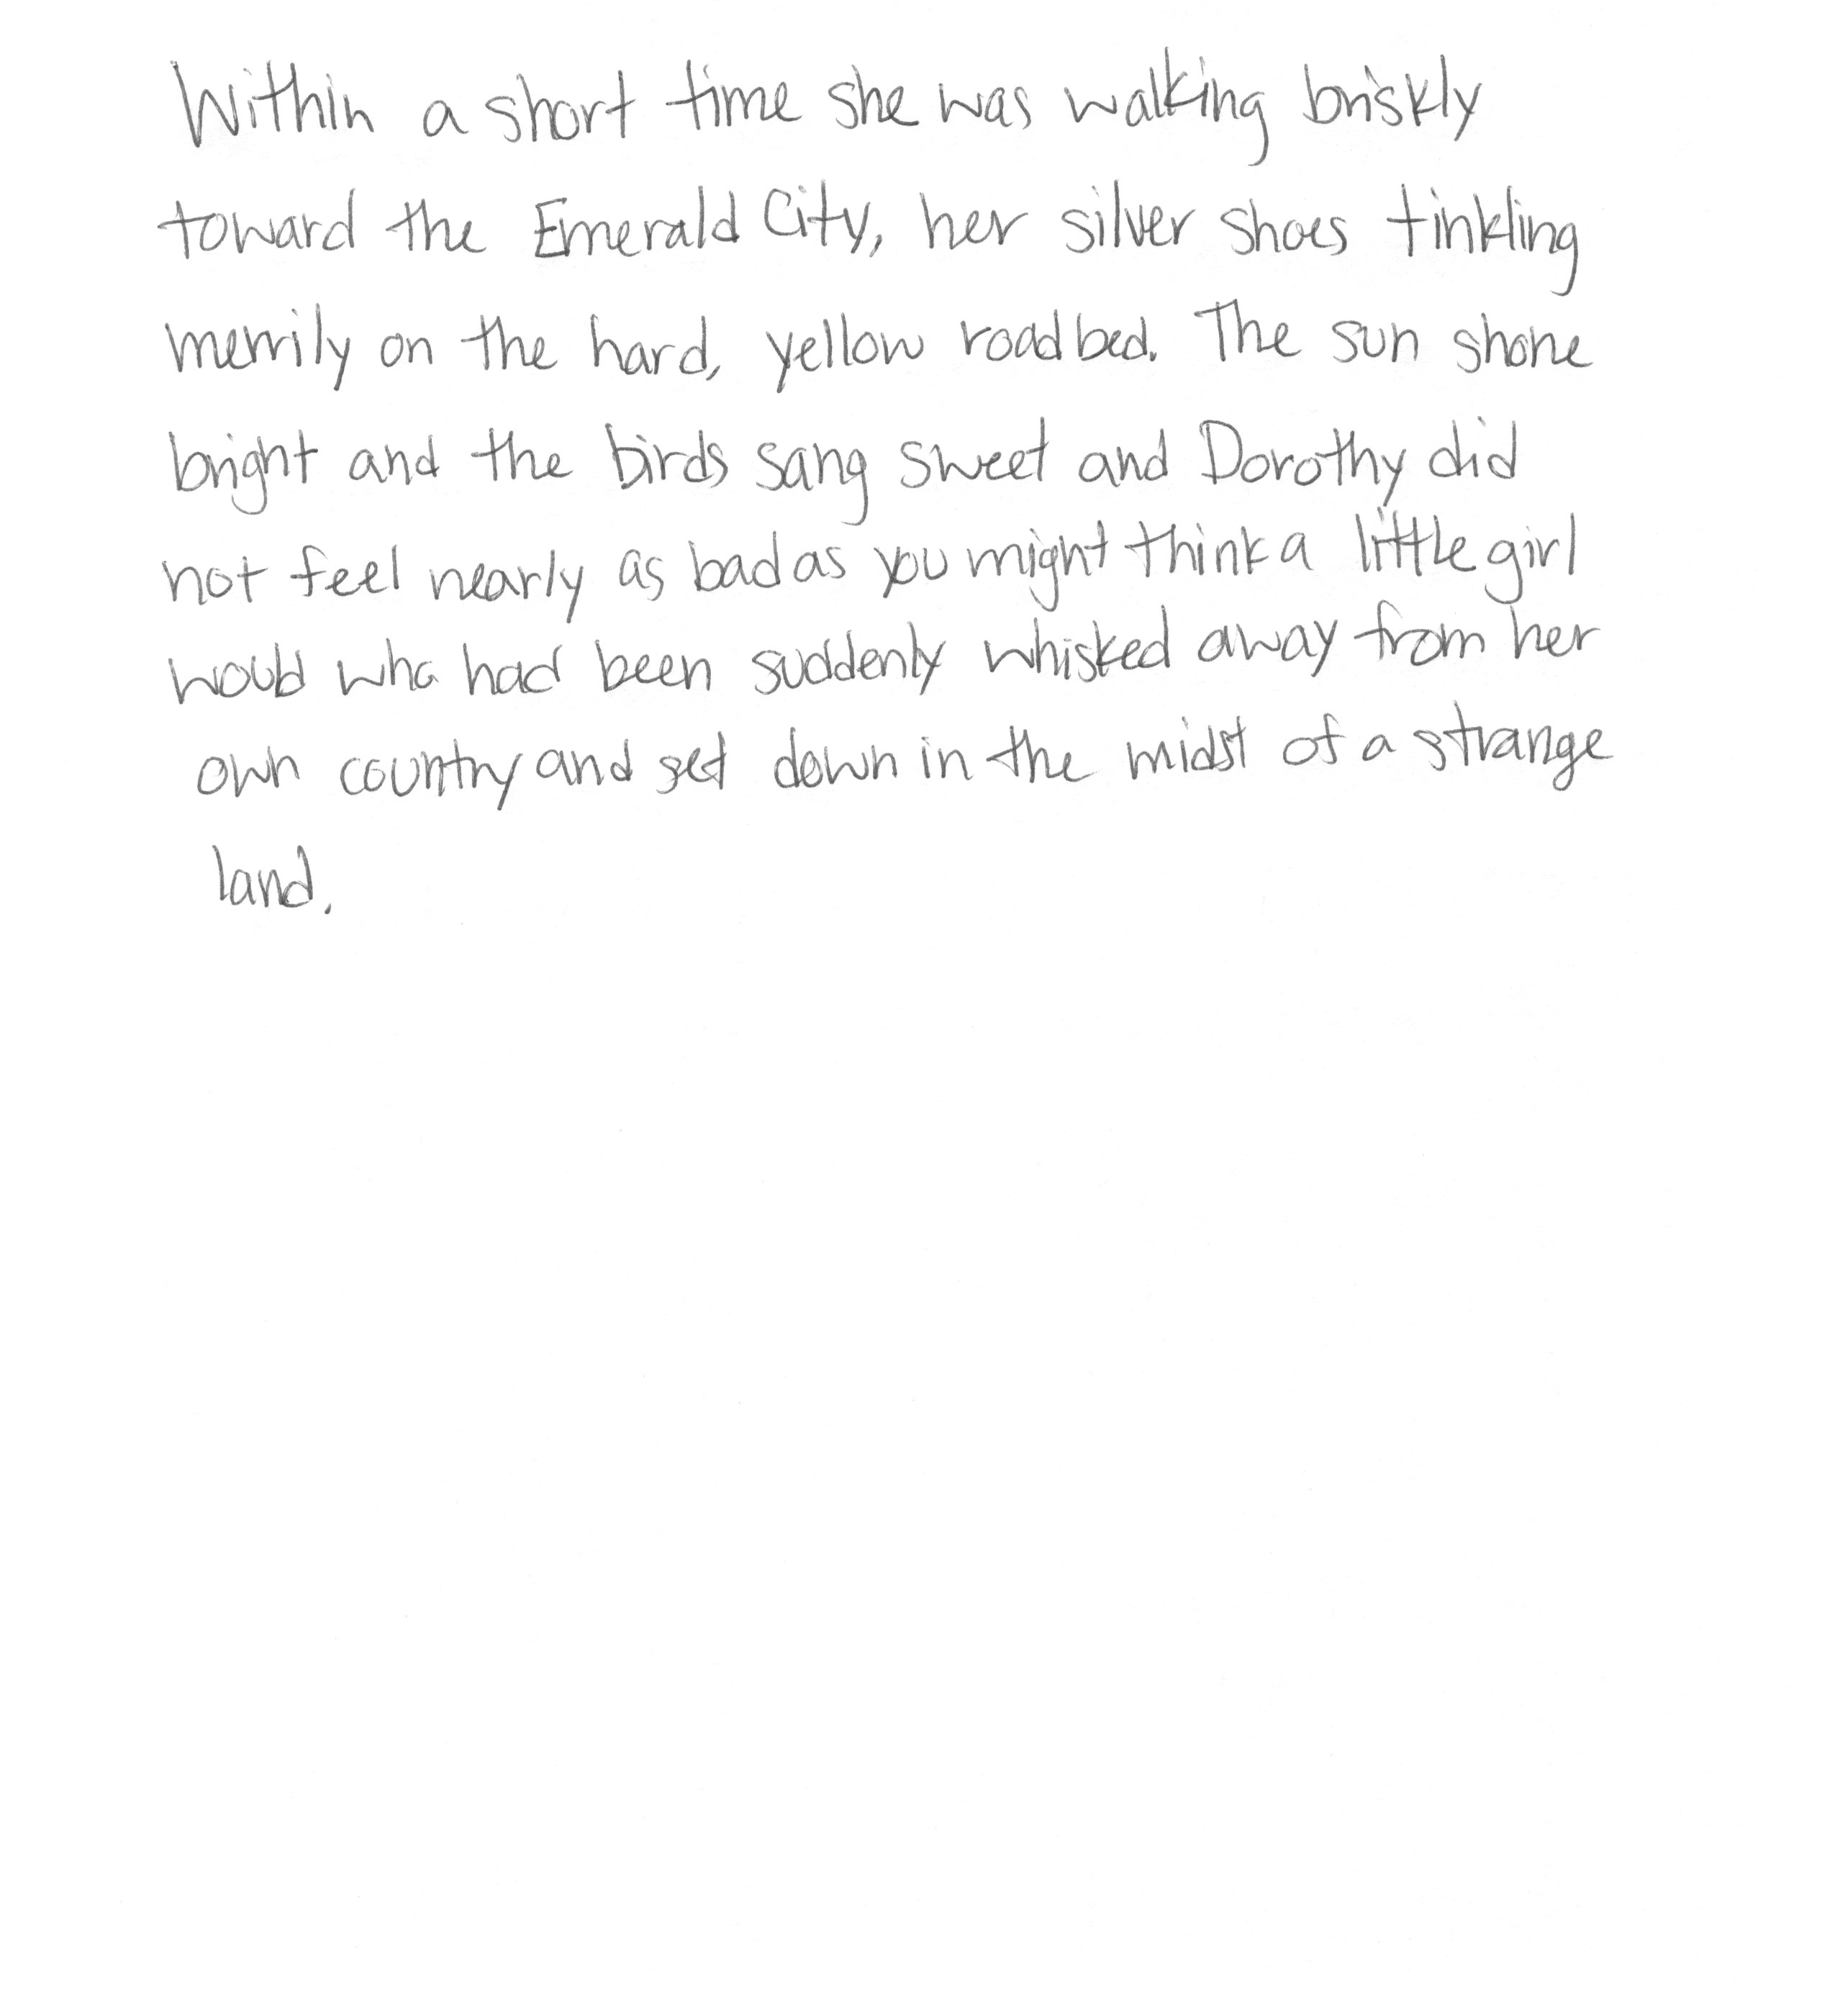 Within a short time she was walking briskly
toward the Emerald City, her silver shoes tinkling
merrily on the hard, yellow roadbed. The sun shone
bright and the birds sang sweet and Dorothy did
not feel nearly as bad as you might think a little girl
would who had been suddenly whisked away from her
own country and set down in the midst of a strange
land.